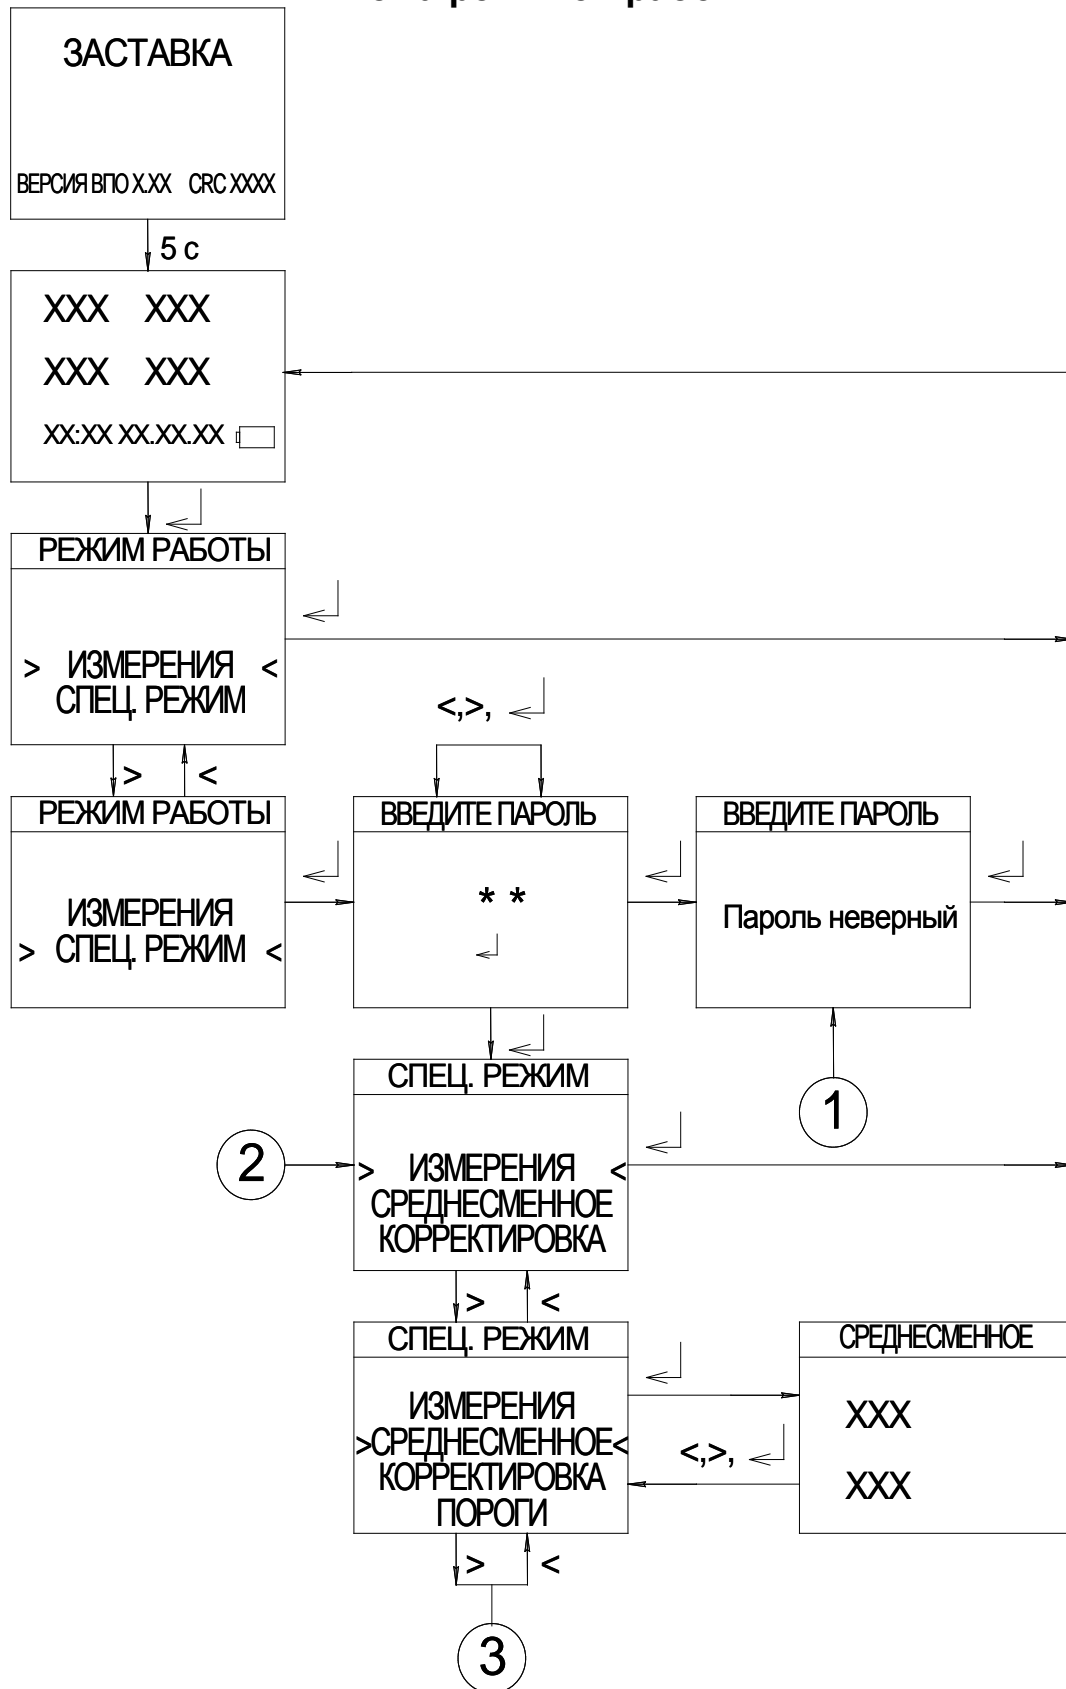 ЗАСТАВКА
ВЕРСИЯ ВПО X.XX CRC XXXX
5 с
XXX XXX
XXX XXX
XX:XX XX.XX.XX
РЕЖИМ РАБОТЫ
> ИЗМЕРЕНИЯ <
СПЕЦ. РЕЖИМ
> <
<,>,
РЕЖИМ РАБОТЫ
ИЗМЕРЕНИЯ
> СПЕЦ. РЕЖИМ <
ВВЕДИТЕ ПАРОЛЬ
* *
ВВЕДИТЕ ПАРОЛЬ
Пароль неверный
1
2
СПЕЦ. РЕЖИМ
> ИЗМЕРЕНИЯ <
СРЕДНЕСМЕННОЕ
КОРРЕКТИРОВКА
> <
СПЕЦ. РЕЖИМ
ИЗМЕРЕНИЯ
>СРЕДНЕСМЕННОЕ<
КОРРЕКТИРОВКА
ПОРОГИ
<,>,
СРЕДНЕСМЕННОЕ
XXX
XXX
> <
3